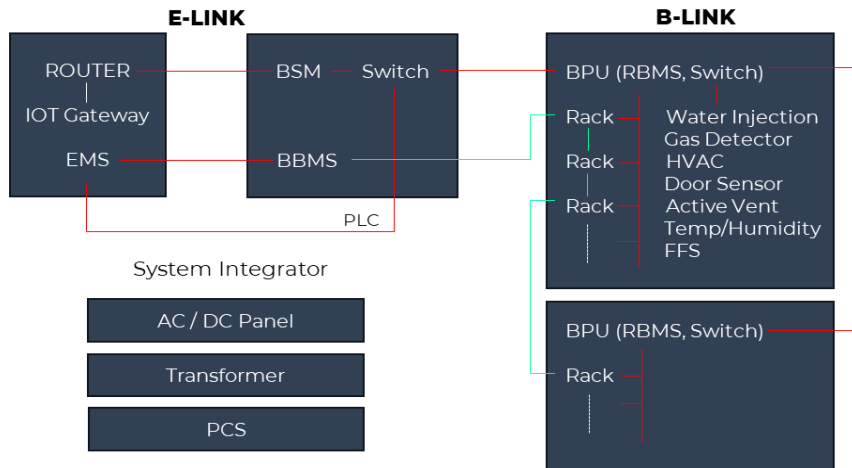 E-LINK
B-LINK
ROUTER
BSM
Switch
IOT Gateway
EMS
BBMS
PLC
System Integrator
AC / DC Panel
Transformer
PCS
BPU (RBMS, Switch)
Rack
Water Injection
Gas Detector
Rack
HVAC
Door Sensor
Rack
Active Vent
Temp/Humidity
FFS
BPU (RBMS, Switch)
Rack